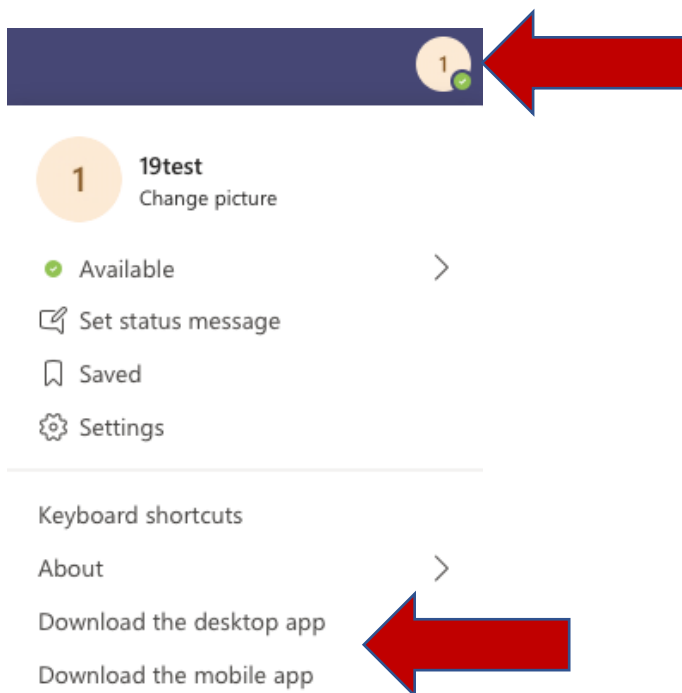 1
1
19test
Change picture
Available
Set status message
Saved
Settings
Keyboard shortcuts
About
Download the desktop app
Download the mobile app